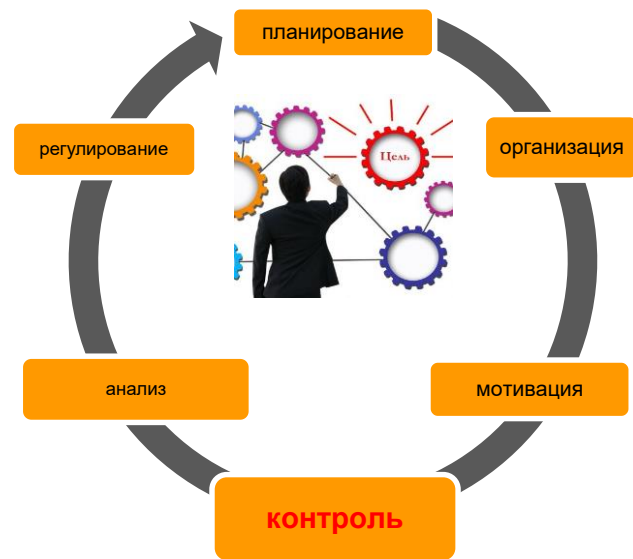 планирование
организация
мотивация
контроль
анализ
регулирование
Цель